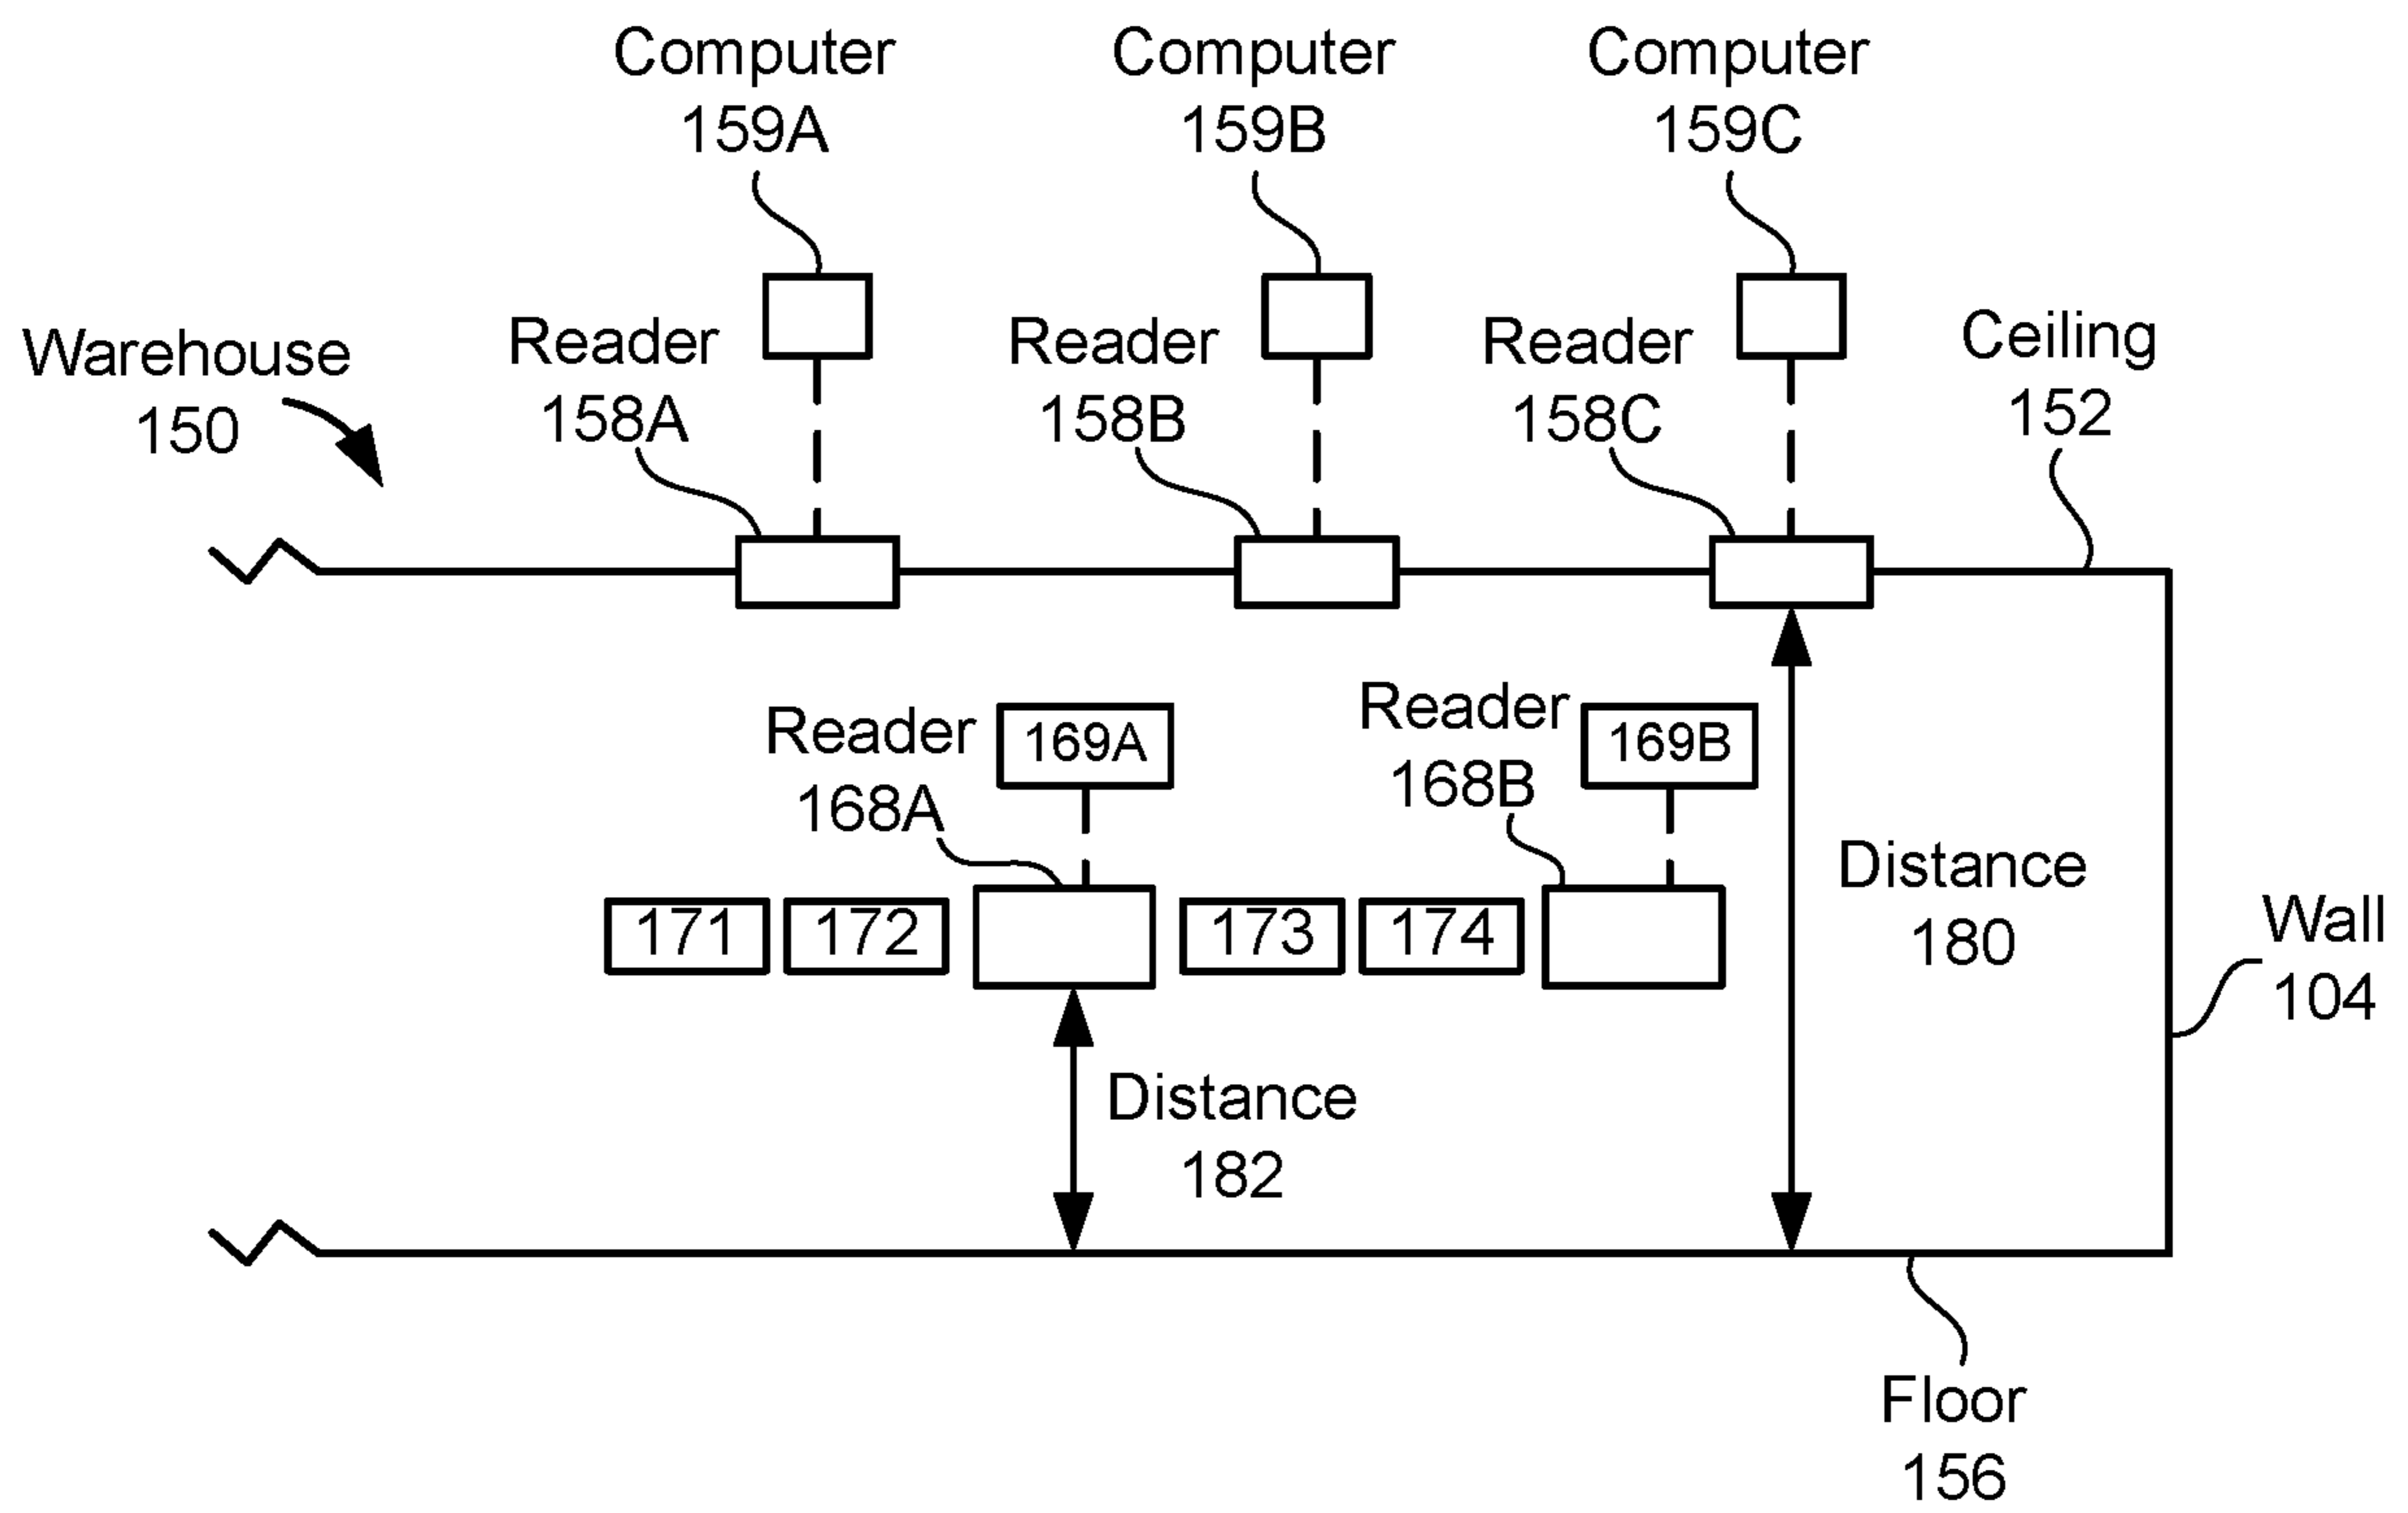 Computer
159A
Computer
159B
Computer
159C
Warehouse
150
Reader
158A
Reader
158B
Reader
158C
Ceiling
152
Reader
168A
169A
Reader
168B
169B
171
172
173
174
Distance
180
Wall
104
Distance
182
Floor
156